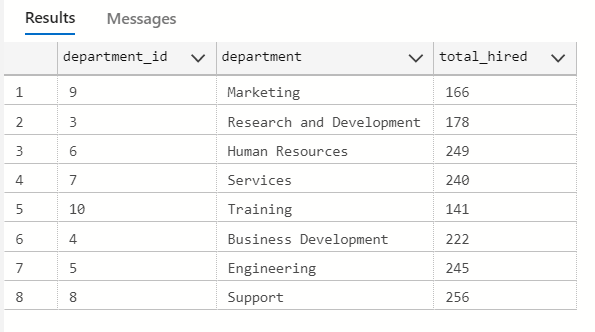 Results Messages
department_id department total_hired
1 9 Marketing 166
2 3 Research and Development 178
3 6 Human Resources 249
4 7 Services 240
5 10 Training 141
6 4 Business Development 222
7 5 Engineering 245
8 8 Support 256